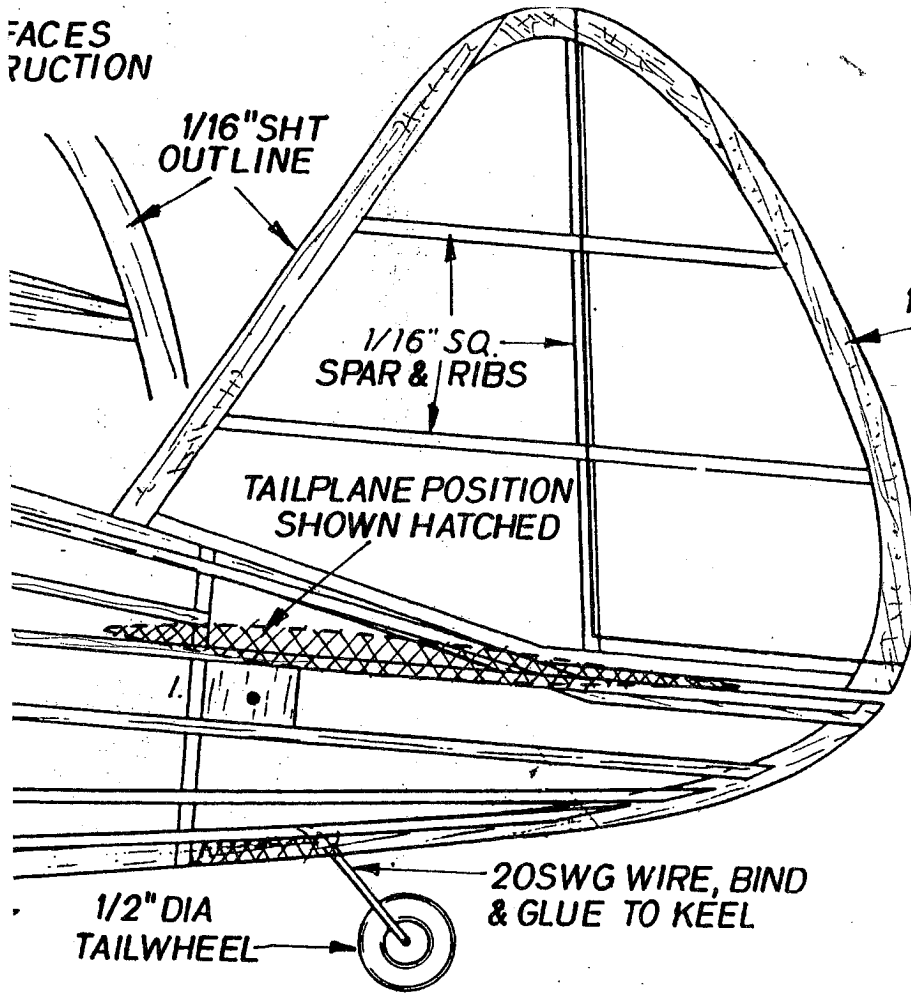 FACES
RUCTION
1/16" SHT
OUTLINE
1/16" SQ.
SPAR & RIBS
TAILPLANE POSITION
SHOWN HATCHED
1.
20SWG WIRE, BIND
& GLUE TO KEEL
1/2" DIA
TAILWHEEL